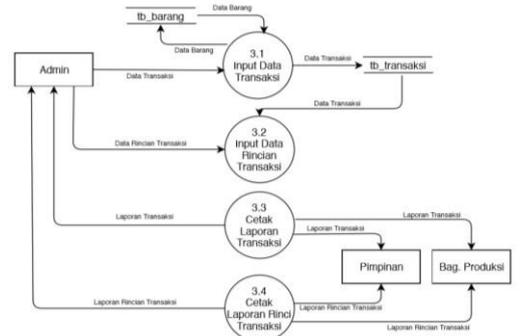 Data Barang
tb_barang
Data Barang
3.1
Input Data
Transaksi
Data Transaksi
tb_transaksi
Admin
Data Transaksi
Data Transaksi
3.2
Input Data
Rincian
Transaksi
Data Rincian Transaksi
3.3
Cetak
Laporan
Transaksi
Laporan Transaksi
Laporan Transaksi
Laporan Transaksi
Pimpinan
Bag. Produksi
3.4
Cetak
Laporan Rinci
Transaksi
Laporan Rincian Transaksi
Laporan Rincian Transaksi
Laporan Rincian Transaksi